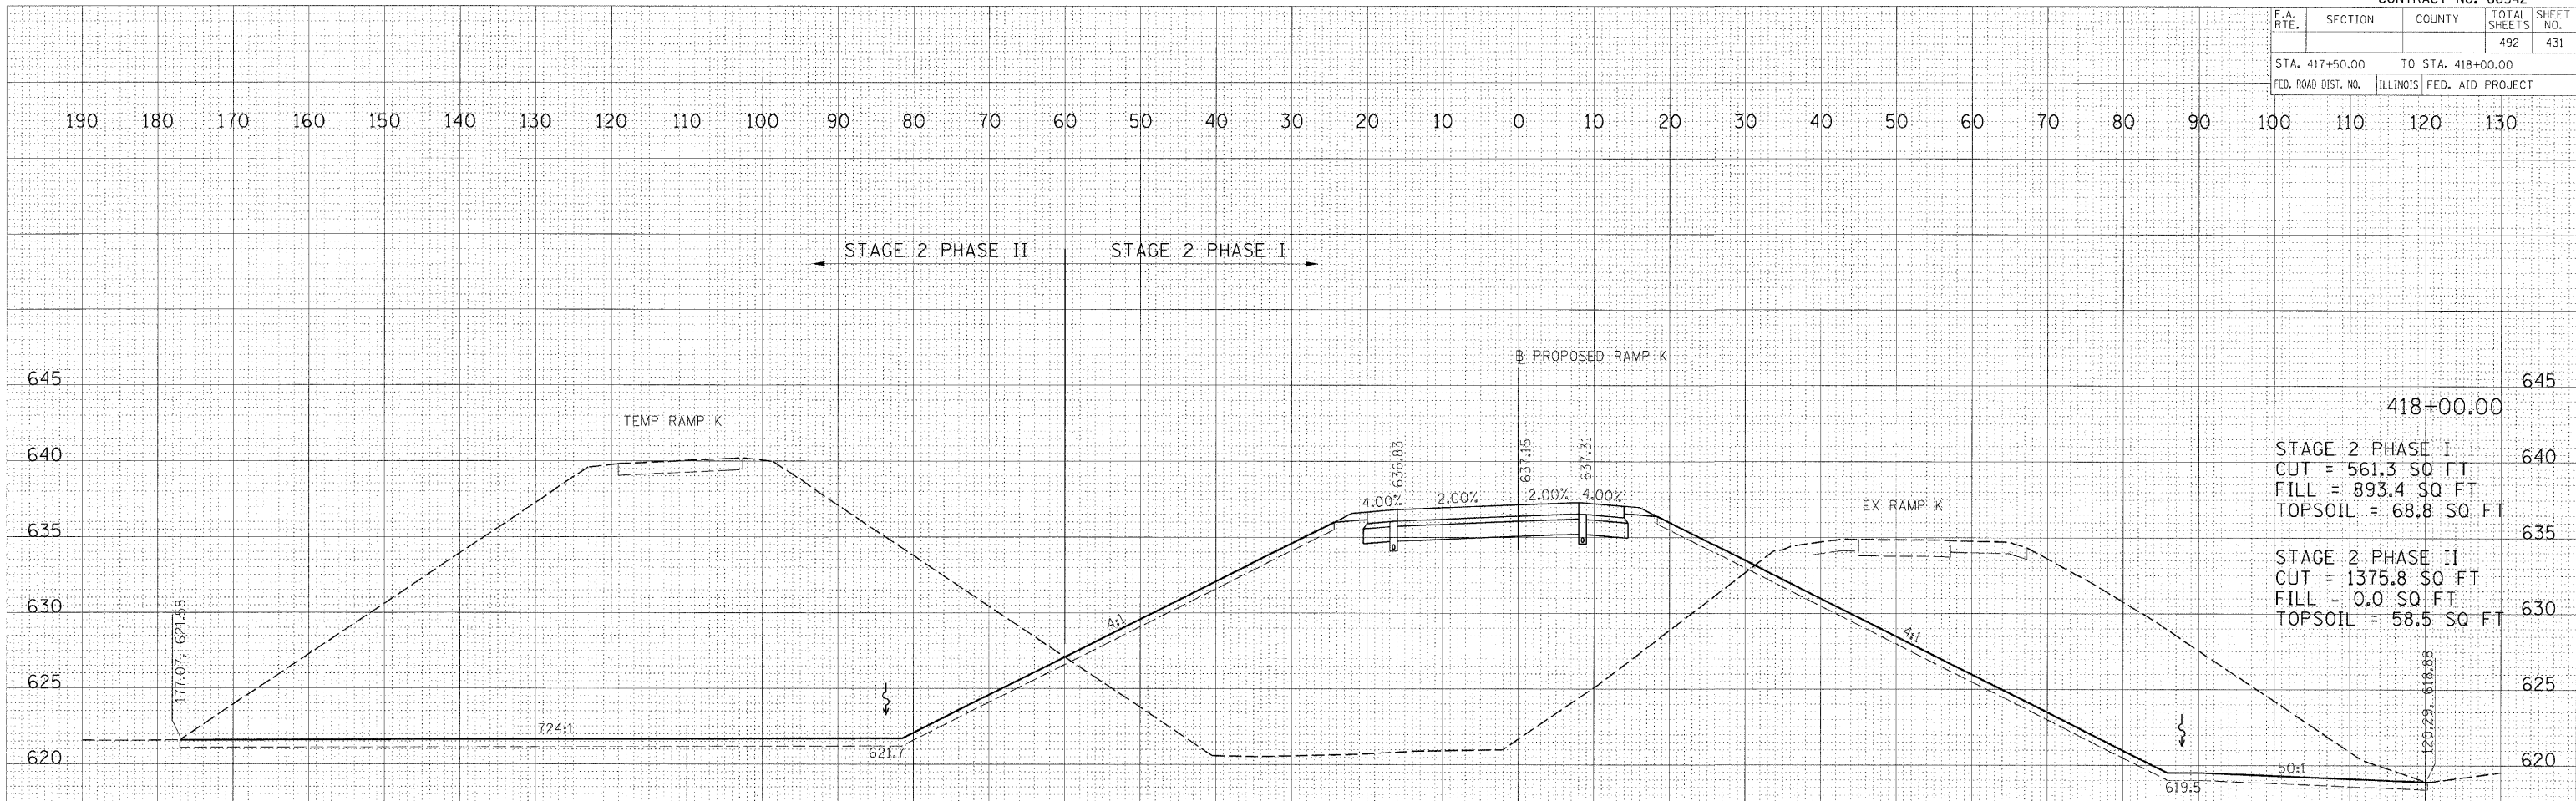 F.A. RTE. SECTION COUNTY TOTAL SHEETS SHEET NO.
492 431
STA. 417+50.00 TO STA. 418+00.00
FED. ROAD DIST. NO. ILLINOIS FED. AID PROJECT
190 180 170 160 150 140 130 120 110 100 90 80 70 60 50 40 30 20 10 0 10 20 30 40 50 60 70 80 90 100 110 120 130
STAGE 2 PHASE II STAGE 2 PHASE I
PROPOSED RAMP K
645 645
418+00.00
TEMP RAMP K
636.83 637.15 637.31
640 640
STAGE 2 PHASE I
CUT = 561.3 SQ FT
FILL = 893.4 SQ FT
TOPSOIL = 68.8 SQ FT
4.00% 2.00% 2.00% 4.00%
EX RAMP K
635 635
STAGE 2 PHASE II
CUT = 1375.8 SQ FT
FILL = 0.0 SQ FT
TOPSOIL = 58.5 SQ FT
630 630
4:1 4:1
-177.07, 621.58
120.29, 618.88
625 625
724:1
621.7
620 620
50:1
619.5